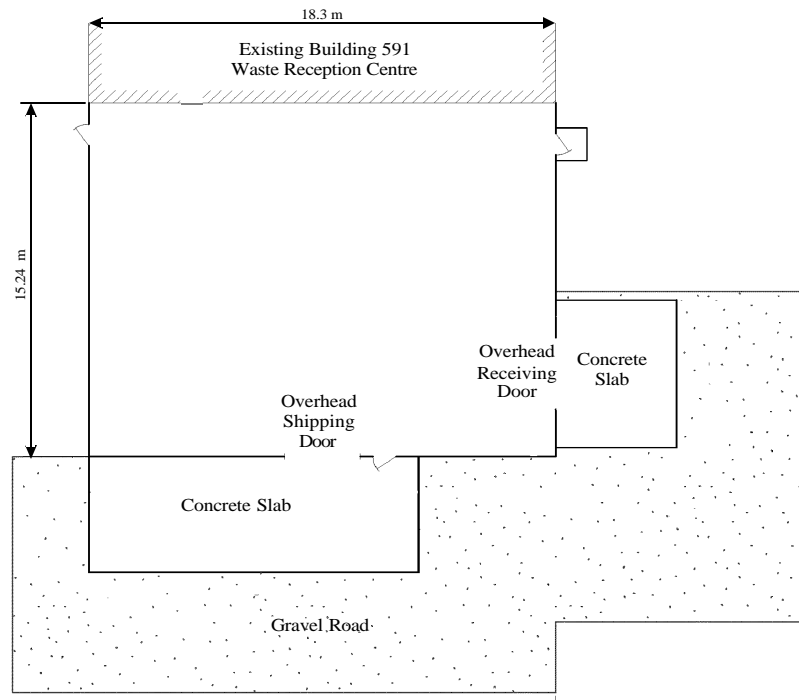 18.3 m
Existing Building 591
Waste Reception Centre
15.24 m
Overhead
Receiving
Door
Concrete
Slab
Overhead
Shipping
Door
Concrete Slab
Gravel Road